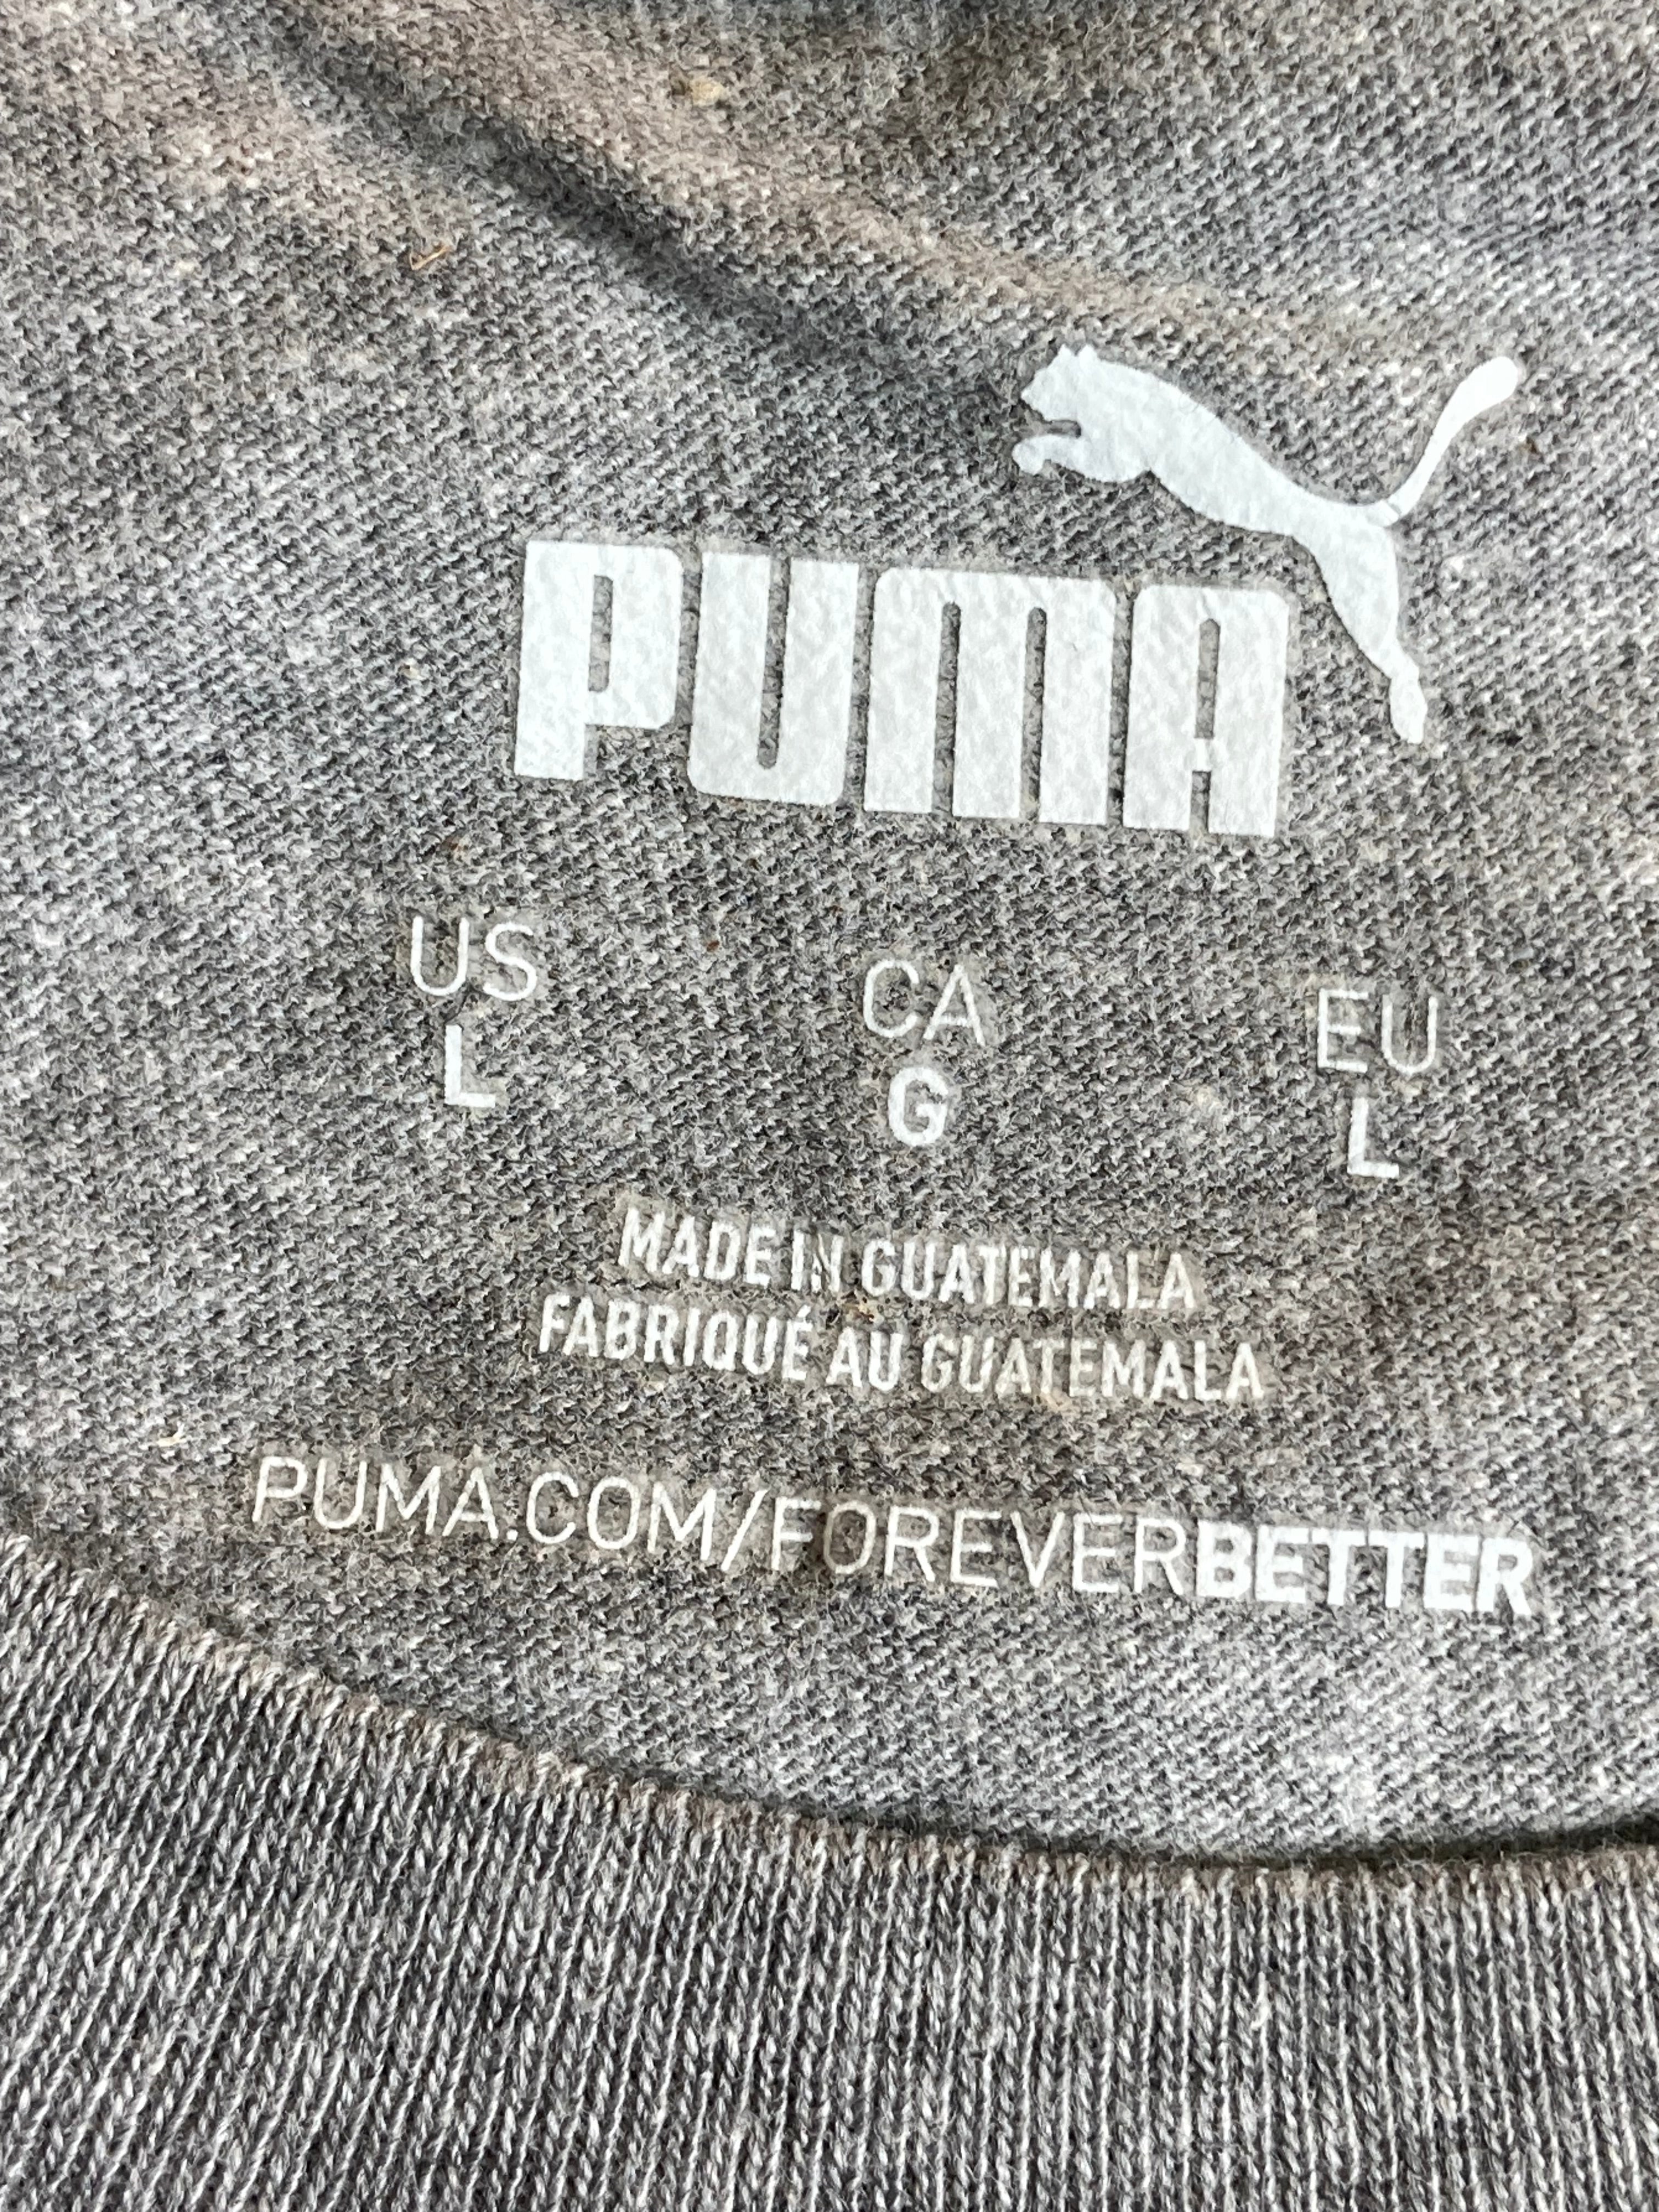 PUMA
US CA EU
L G L
MADE IN GUATEMALA
FABRIQUÉ AU GUATEMALA
PUMA.COM/FOREVERBETTER